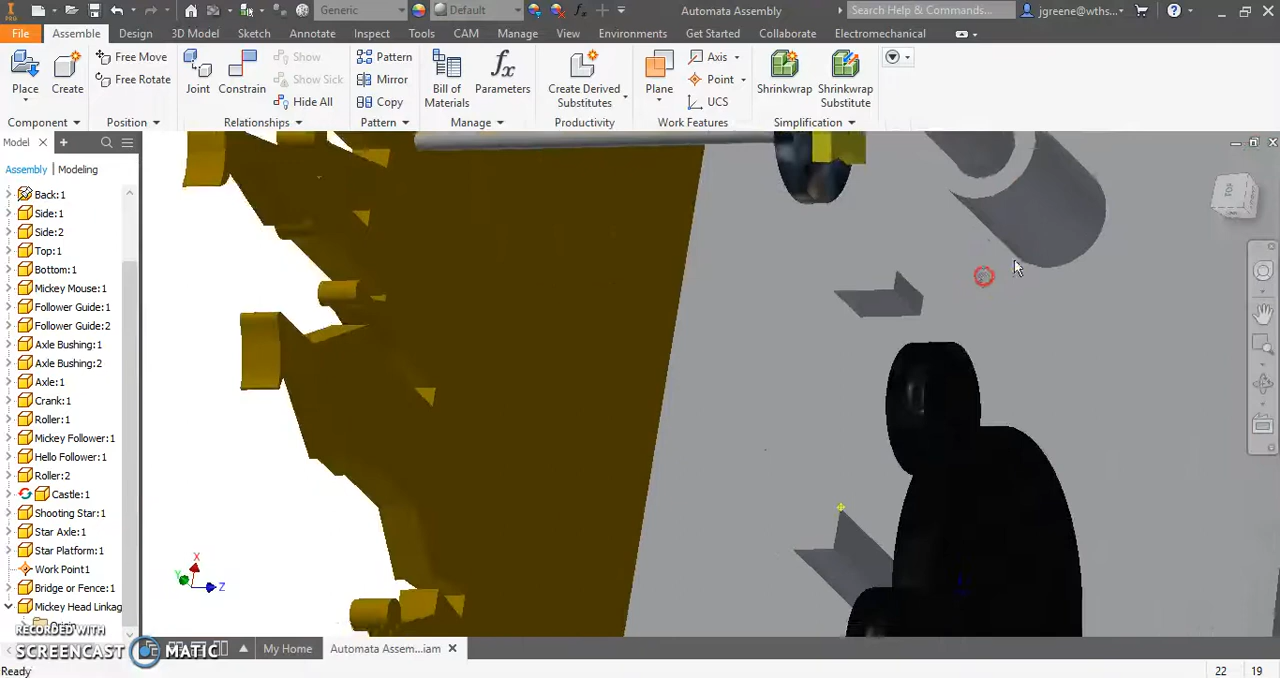 Generic
Default
Automata Assembly
Search Help & Commands...
jgreene@wths...
PRO
File
Assemble
Design
3D Model
Sketch
Annotate
Inspect
Tools
CAM
Manage
View
Environments
Get Started
Collaborate
Electromechanical
Place
Create
Free Move
Free Rotate
Joint
Constrain
Show
Show Sick
Hide All
Pattern
Mirror
Copy
Bill of Materials
fx
Parameters
Create Derived Substitutes
Plane
Axis
Point
UCS
Shrinkwrap
Shrinkwrap Substitute
Component
Position
Relationships
Pattern
Manage
Productivity
Work Features
Simplification
Model
Assembly
Modeling
Back:1
Side:1
Side:2
Top:1
Bottom:1
Mickey Mouse:1
Follower Guide:1
Follower Guide:2
Axle Bushing:1
Axle Bushing:2
Axle:1
Crank:1
Roller:1
Mickey Follower:1
Hello Follower:1
Roller:2
Castle:1
Shooting Star:1
Star Axle:1
Star Platform:1
Work Point1
Bridge or Fence:1
Mickey Head Linkag
TOP
X
Y
Z
RECORDED WITH
SCREENCAST MATIC
My Home
Automata Assem...iam
Ready
22
19